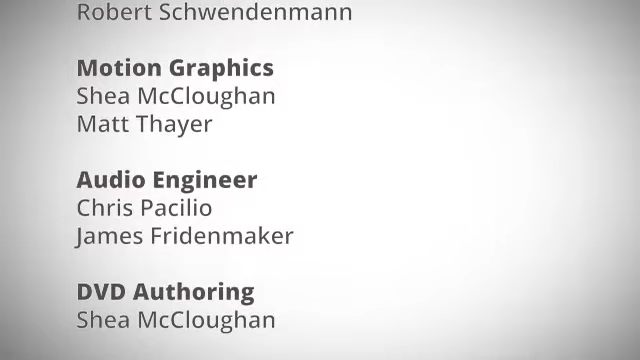 Robert Schwendenmann
Motion Graphics
Shea McCloughan
Matt Thayer
Audio Engineer
Chris Pacilio
James Fridenmaker
DVD Authoring
Shea McCloughan